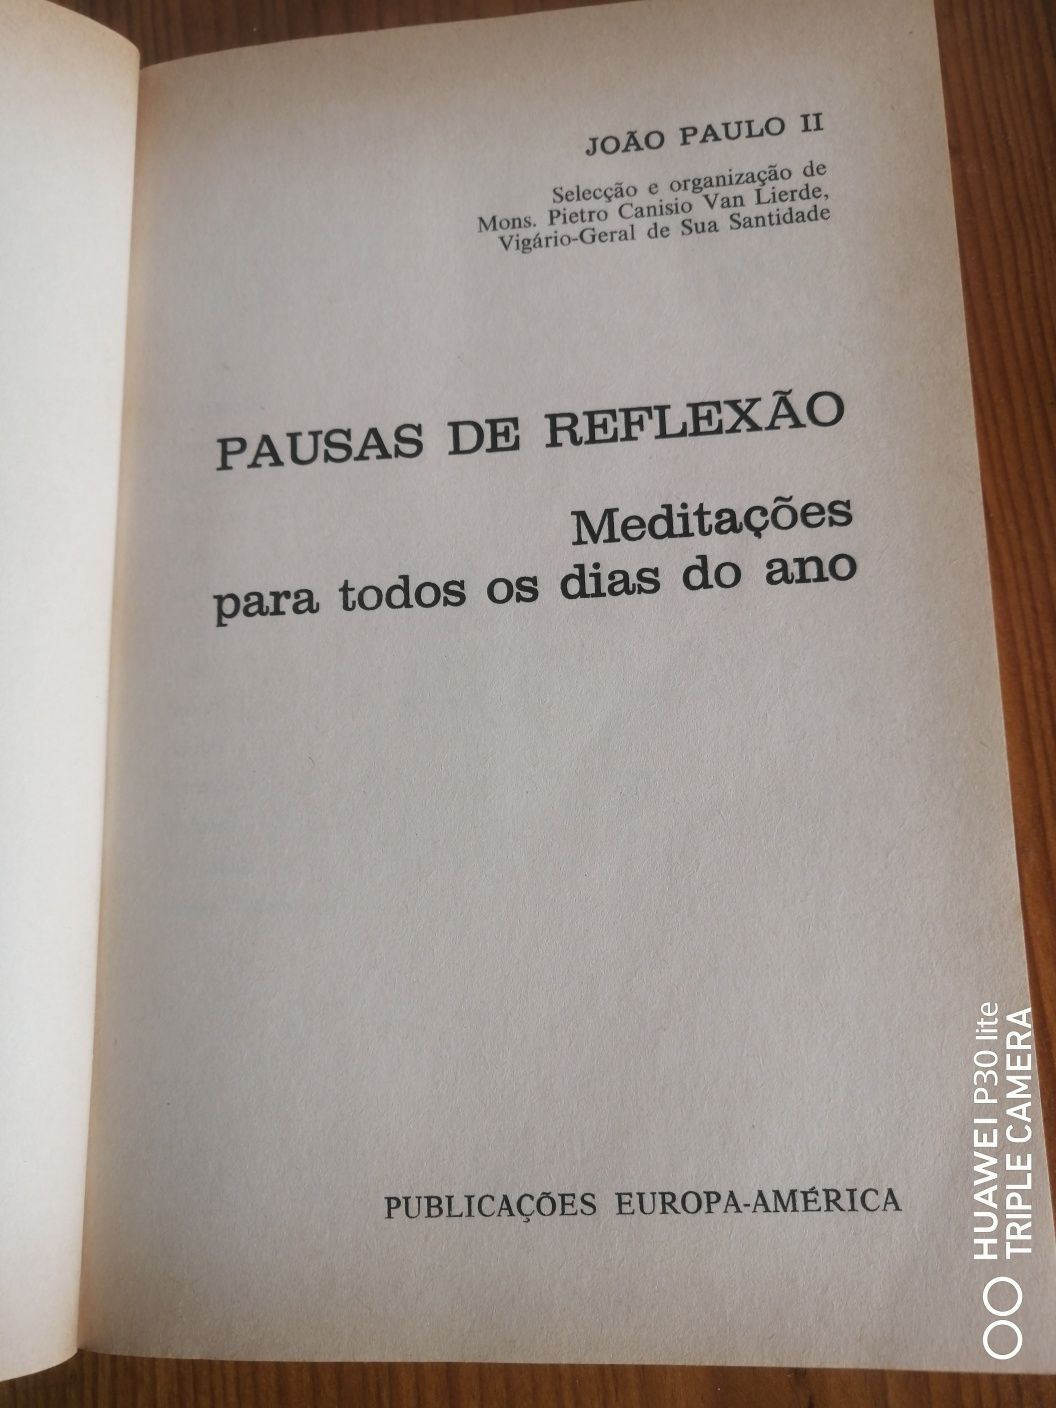 JOÃO PAULO II
Selecção e organização de
Mons. Pietro Canisio Van Lierde,
Vigário-Geral de Sua Santidade
PAUSAS DE REFLEXÃO
Meditações
para todos os dias do ano
PUBLICAÇÕES EUROPA-AMÉRICA
HUAWEI P30 lite
TRIPLE CAMERA